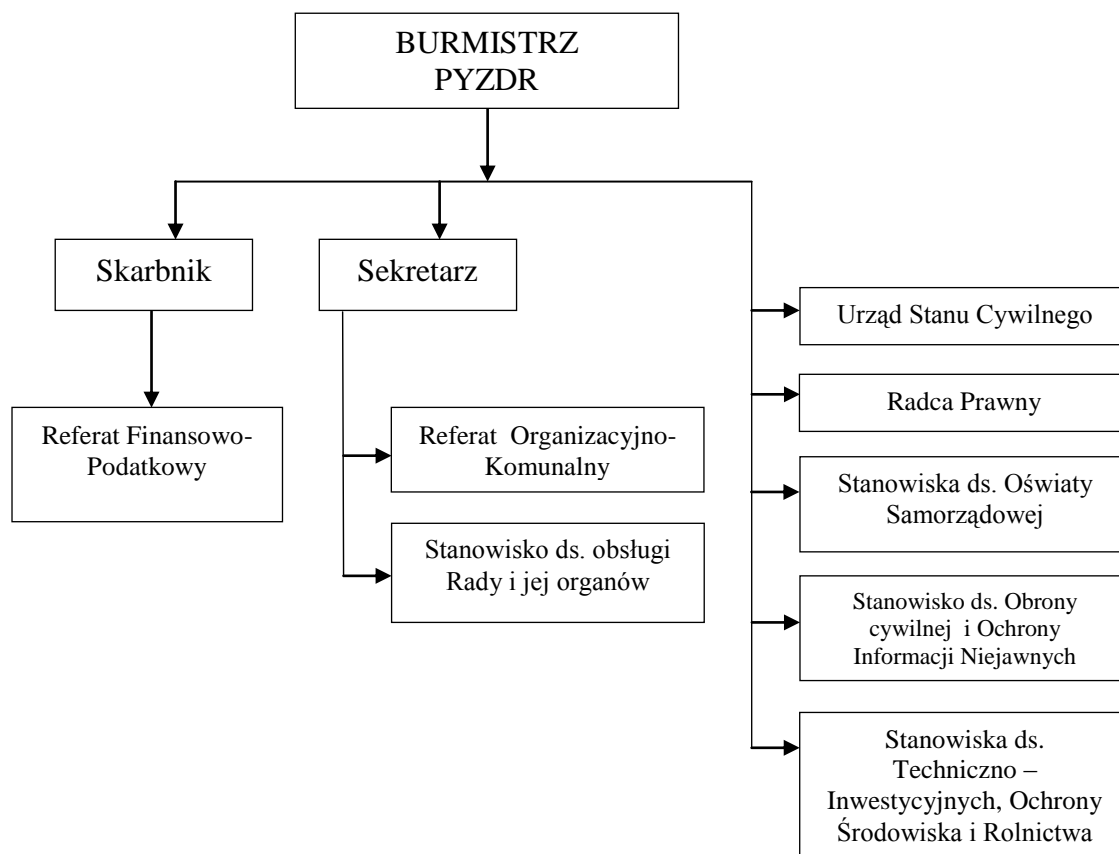 BURMISTRZ
PYZDR
Skarbnik
Sekretarz
Urząd Stanu Cywilnego
Radca Prawny
Referat Finansowo-
Podatkowy
Referat Organizacyjno-
Komunalny
Stanowiska ds. Oświaty
Samorządowej
Stanowisko ds. obsługi
Rady i jej organów
Stanowisko ds. Obrony
cywilnej i Ochrony
Informacji Niejawnych
Stanowiska ds.
Techniczno –
Inwestycyjnych, Ochrony
Środowiska i Rolnictwa